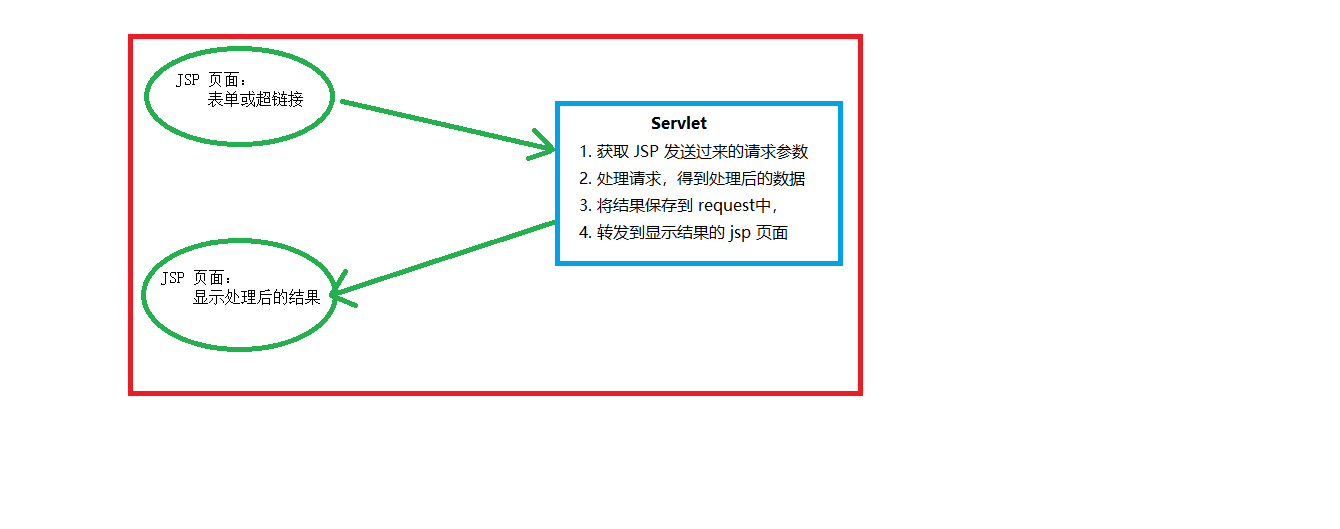 JSP 页面：
表单或超链接
Servlet
1. 获取 JSP 发送过来的请求参数
2. 处理请求，得到处理后的数据
3. 将结果保存到 request中，
4. 转发到显示结果的 jsp 页面
JSP 页面：
显示处理后的结果